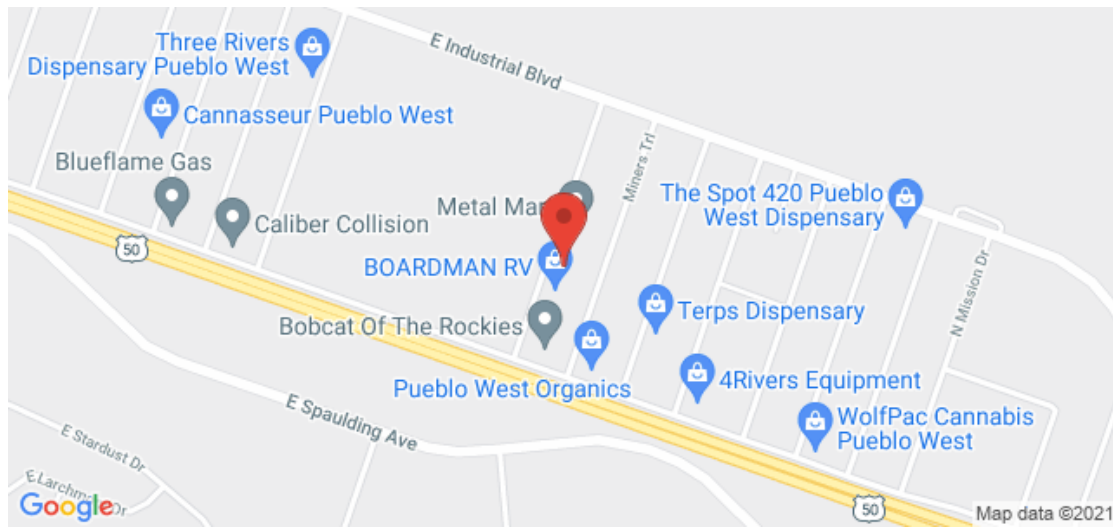 E Industrial Blvd
Three Rivers
Dispensary Pueblo West
Cannasseur Pueblo West
Blueflame Gas
Caliber Collision
50
Metal
Miners Trl
The Spot 420 Pueblo
West Dispensary
BOARDMAN RV
N Mission Dr
Bobcat Of The Rockies
Terps Dispensary
Pueblo West Organics
4Rivers Equipment
WolfPac Cannabis
Pueblo West
E Spaulding Ave
E Stardust Dr
50
Google
Map data ©2021